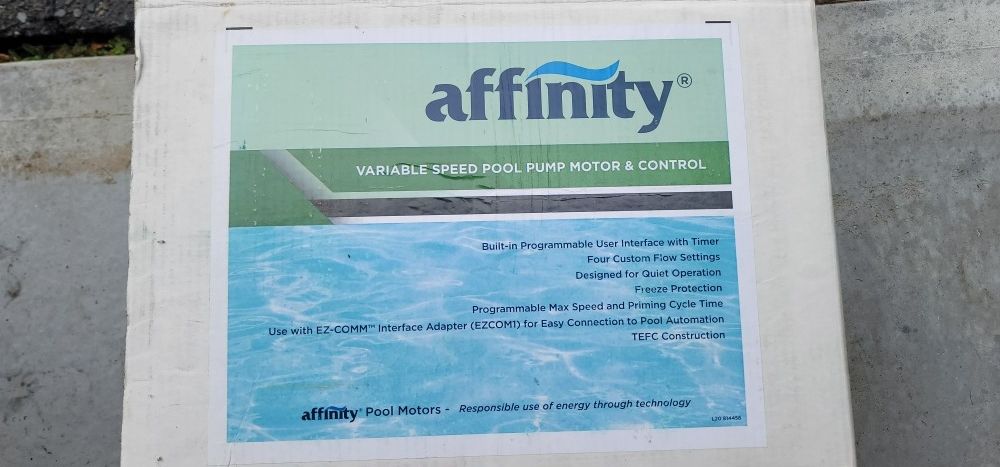 affinity®
VARIABLE SPEED POOL PUMP MOTOR & CONTROL
Built-in Programmable User Interface with Timer
Four Custom Flow Settings
Designed for Quiet Operation
Freeze Protection
Programmable Max Speed and Priming Cycle Time
Use with EZ-COMM™ Interface Adapter (EZCOM1) for Easy Connection to Pool Automation
TEFC Construction
affinity® Pool Motors - Responsible use of energy through technology
L20 814458